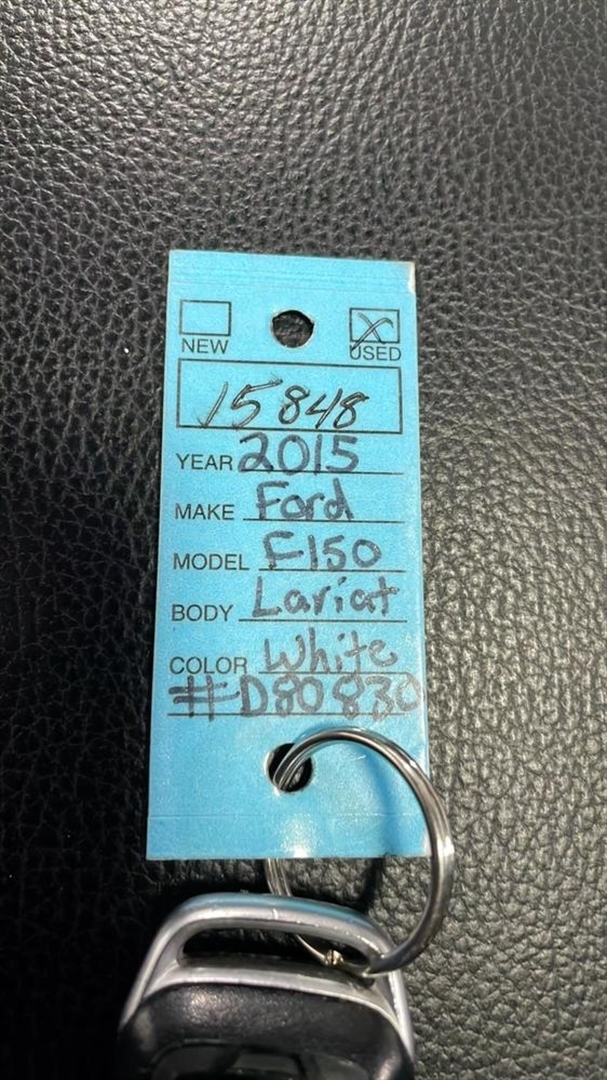 NEW USED
15848
YEAR 2015
MAKE Ford
MODEL F150
BODY Lariat
COLOR White
#D80830